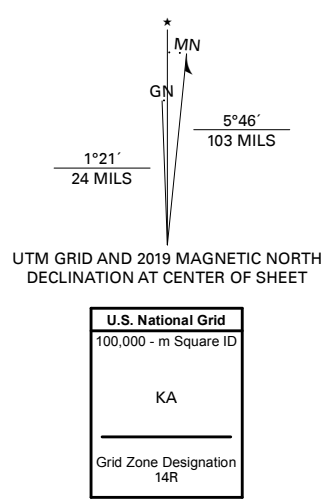 ★
MN
GN
5°46´
103 MILS
1°21´
24 MILS
UTM GRID AND 2019 MAGNETIC NORTH
DECLINATION AT CENTER OF SHEET
U.S. National Grid
100,000 - m Square ID
KA
Grid Zone Designation
14R